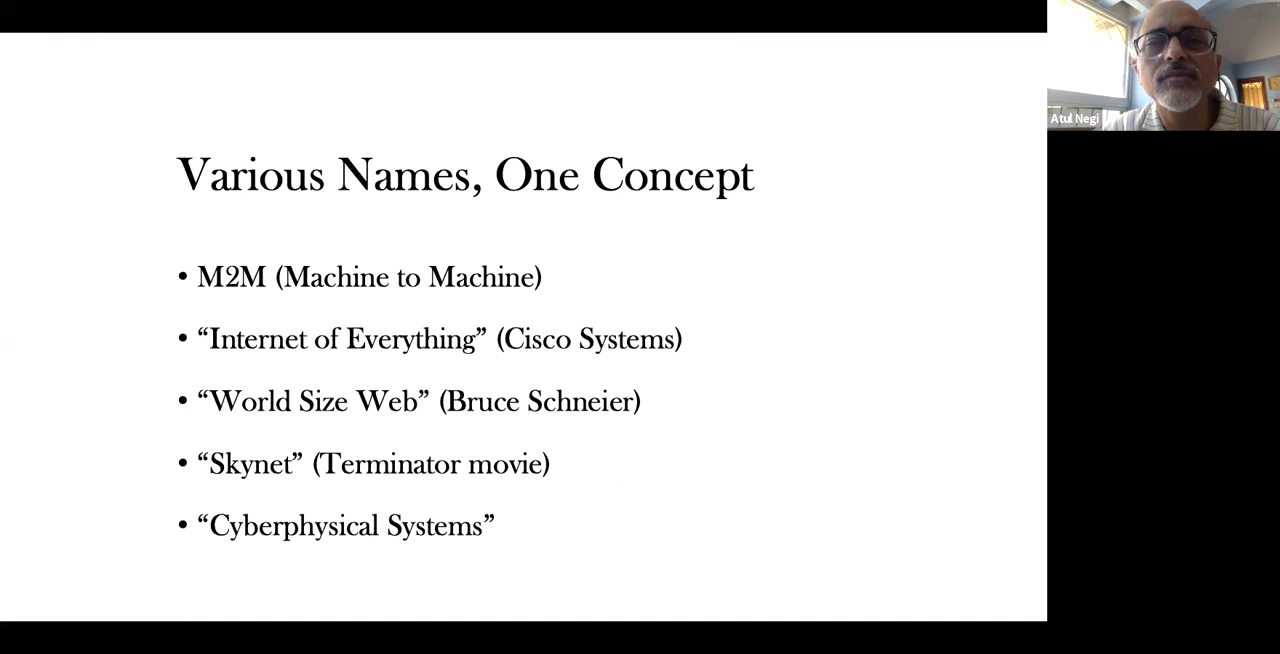 Various Names, One Concept
• M2M (Machine to Machine)
• “Internet of Everything” (Cisco Systems)
• “World Size Web” (Bruce Schneier)
• “Skynet” (Terminator movie)
• “Cyberphysical Systems”
Atul Negi